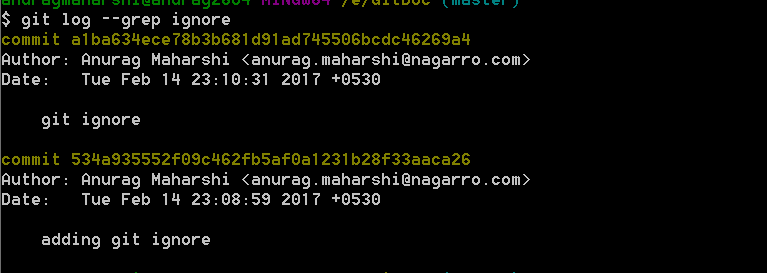 $ git log --grep ignore
commit a1ba634ece78b3b681d91ad745506bcdc46269a4
Author: Anurag Maharshi <anurag.maharshi@nagarro.com>
Date:   Tue Feb 14 23:10:31 2017 +0530
git ignore
commit 534a935552f09c462fb5af0a1231b28f33aaca26
Author: Anurag Maharshi <anurag.maharshi@nagarro.com>
Date:   Tue Feb 14 23:08:59 2017 +0530
adding git ignore